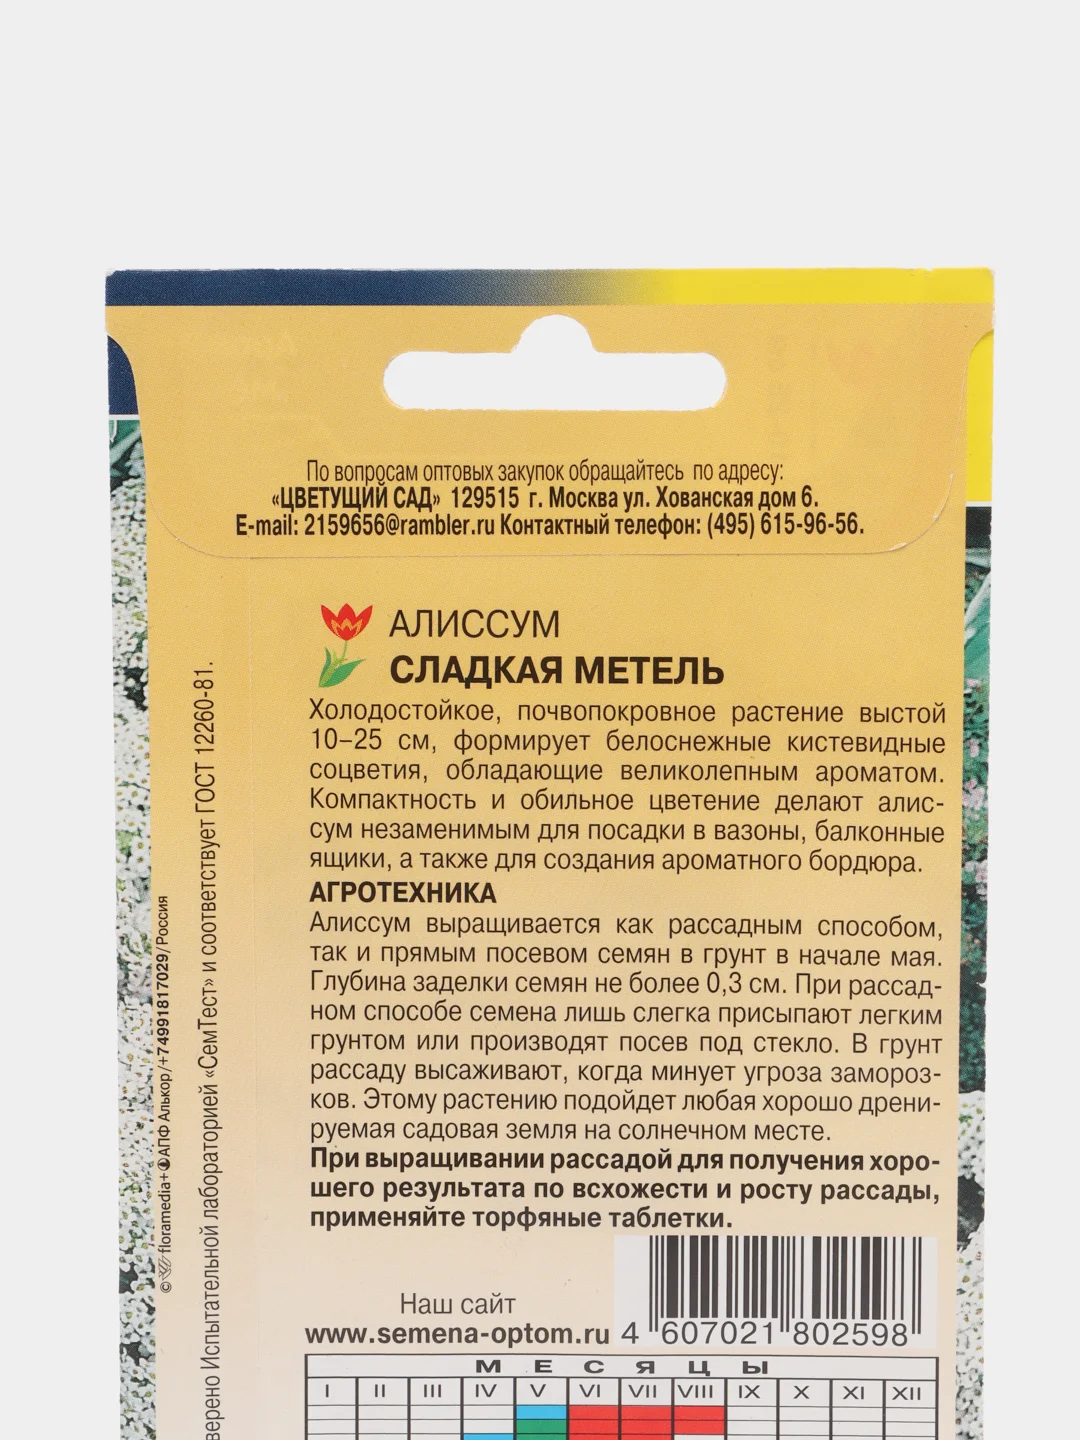 По вопросам оптовых закупок обращайтесь по адресу:
«ЦВЕТУЩИЙ САД» 129515 г. Москва ул. Хованская дом 6.
E-mail: 2159656@rambler.ru Контактный телефон: (495) 615-96-56.
АЛИССУМ
СЛАДКАЯ МЕТЕЛЬ
Холодостойкое, почвопокровное растение выстой
10–25 см, формирует белоснежные кистевидные
соцветия, обладающие великолепным ароматом.
Компактность и обильное цветение делают алис-
сум незаменимым для посадки в вазоны, балконные
ящики, а также для создания ароматного бордюра.
АГРОТЕХНИКА
Алиссум выращивается как рассадным способом,
так и прямым посевом семян в грунт в начале мая.
Глубина заделки семян не более 0,3 см. При рассад-
ном способе семена лишь слегка присыпают легким
грунтом или производят посев под стекло. В грунт
рассаду высаживают, когда минует угроза замороз-
ков. Этому растению подойдет любая хорошо дрени-
руемая садовая земля на солнечном месте.
При выращивании рассадой для получения хоро-
шего результата по всхожести и росту рассады,
применяйте торфяные таблетки.
Наш сайт
www.semena-optom.ru
4 607021 802598
МЕСЯЦЫ
I II III IV V VI VII VIII IX X XI XII
верено Испытательной лабораторией «СемТест» и соответствует ГОСТ 12260-81.
© floramedia+ АПФ Алькор/+74991817029/Россия